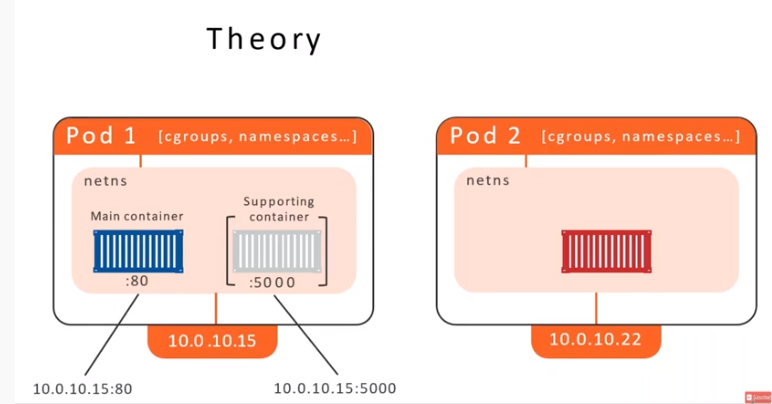 Theory
Pod 1 [cgroups, namespaces...]
netns
Main container
:80
Supporting
container
:5000
10.0.10.15
10.0.10.15:80
10.0.10.15:5000
Pod 2 [cgroups, namespaces...]
netns
10.0.10.22